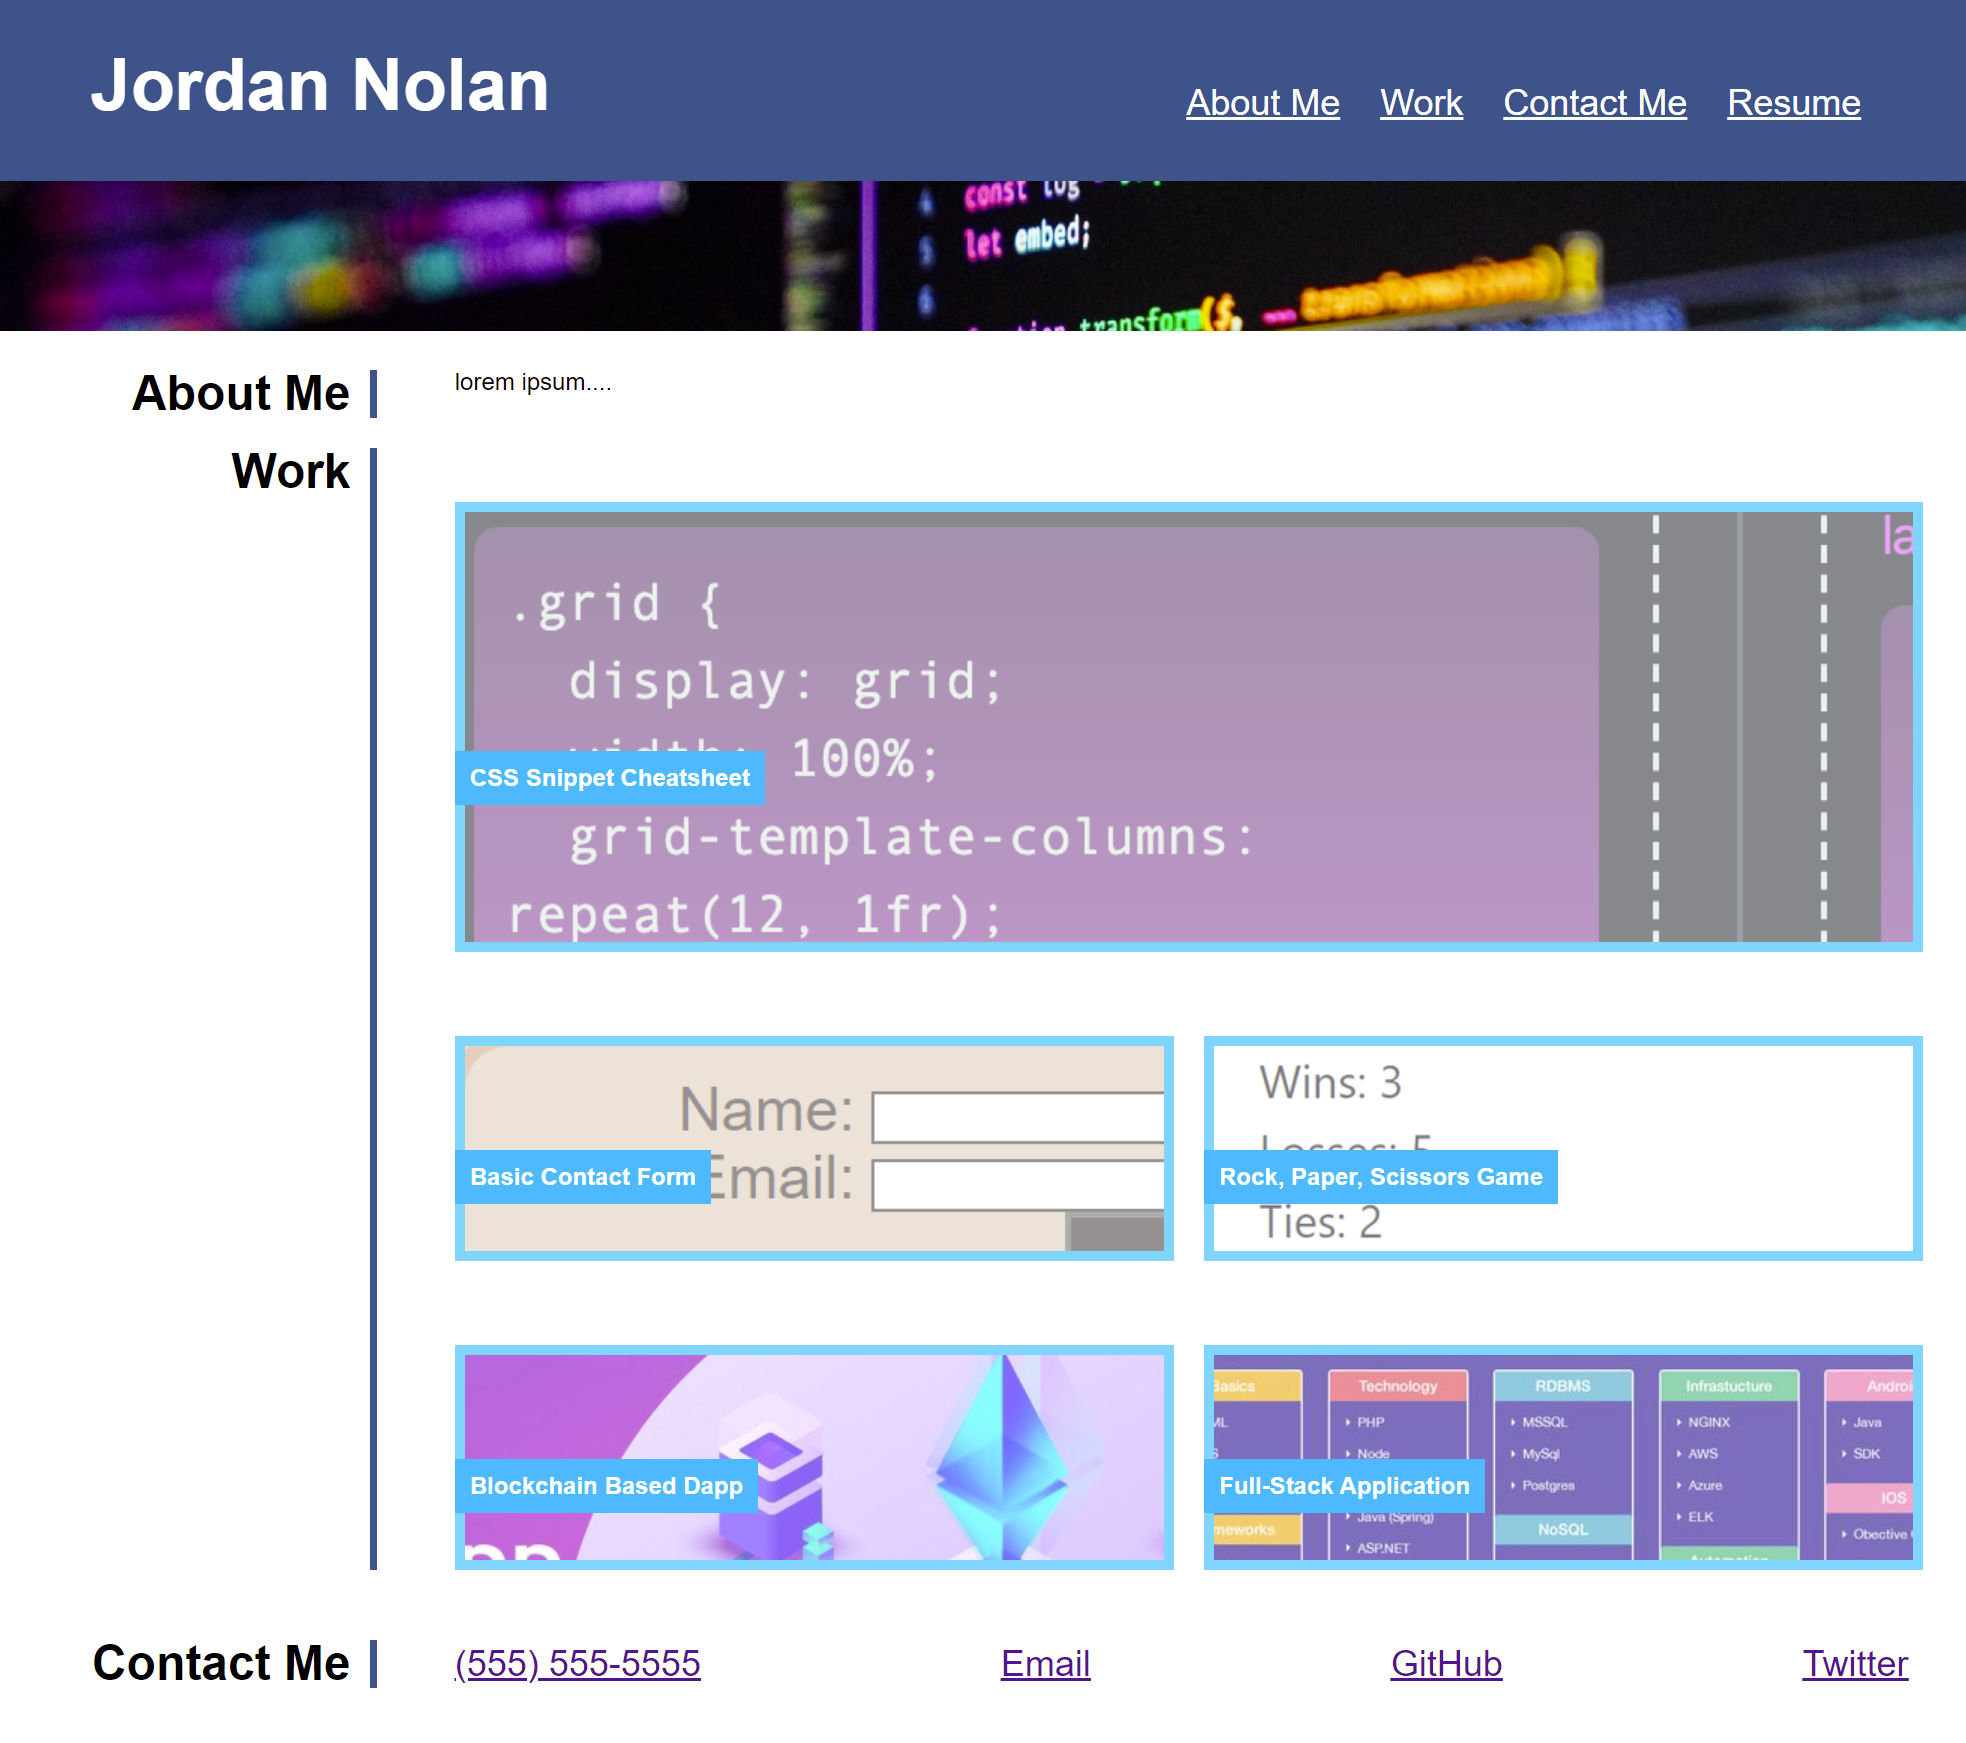 Jordan Nolan
About Me Work Contact Me Resume
4 const log
5 let embed;
6
transform($,
About Me
lorem ipsum....
Work
.grid {
display: grid;
100%;
CSS Snippet Cheatsheet
grid-template-columns:
repeat(12, 1fr);
la
Name:
Email:
Basic Contact Form
Wins: 3
Losses: 5
Rock, Paper, Scissors Game
Ties: 2
Blockchain Based Dapp
Basics
Technology
PHP
Node
Java (Spring)
ASP.NET
RDBMS
MSSQL
MySql
Postgres
NoSQL
Infrastucture
NGINX
AWS
Azure
ELK
Automation
Java
SDK
IOS
Obective
Full-Stack Application
Contact Me
(555) 555-5555 Email GitHub Twitter